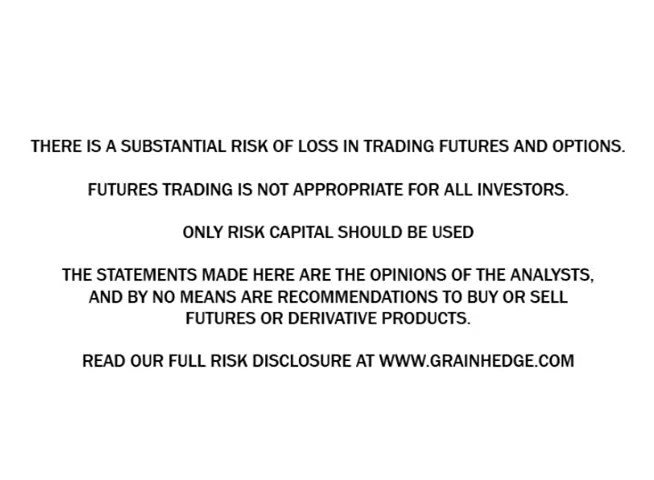 THERE IS A SUBSTANTIAL RISK OF LOSS IN TRADING FUTURES AND OPTIONS.
FUTURES TRADING IS NOT APPROPRIATE FOR ALL INVESTORS.
ONLY RISK CAPITAL SHOULD BE USED
THE STATEMENTS MADE HERE ARE THE OPINIONS OF THE ANALYSTS,
AND BY NO MEANS ARE RECOMMENDATIONS TO BUY OR SELL
FUTURES OR DERIVATIVE PRODUCTS.
READ OUR FULL RISK DISCLOSURE AT WWW.GRAINHEDGE.COM